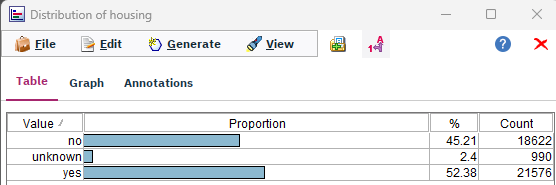 Distribution of housing
File Edit Generate View
Table Graph Annotations
Value Proportion % Count
no 45.21 18622
unknown 2.4 990
yes 52.38 21576